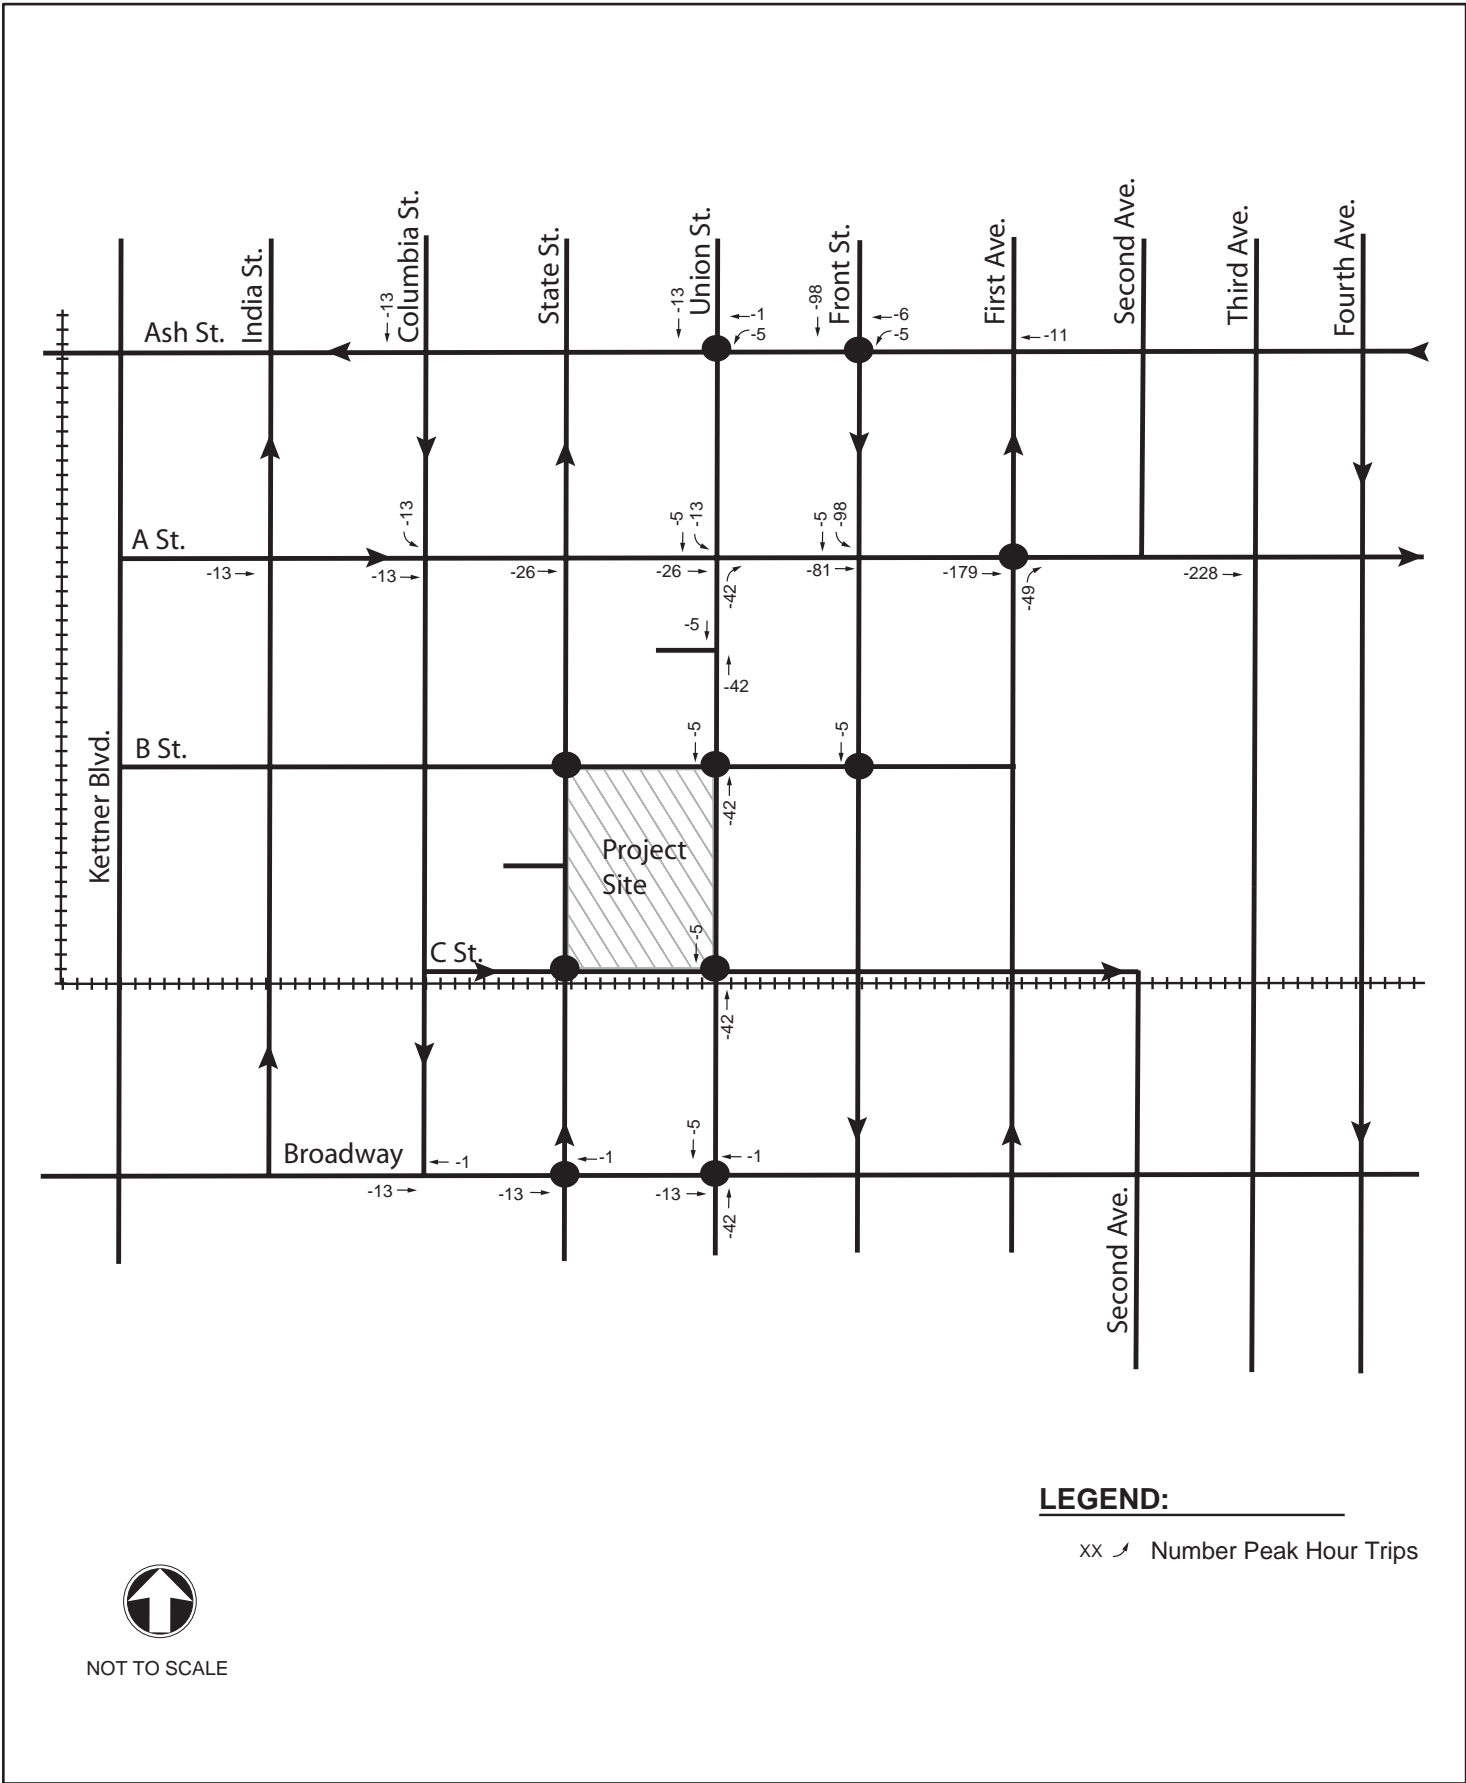 India St.
Columbia St.
State St.
Union St.
Front St.
First Ave.
Second Ave.
Third Ave.
Fourth Ave.
Ash St.
-13
-13
-1
-5
-98
-6
-5
-11
A St.
-13
-5
-13
-5
-98
-13
-13
-26
-26
-42
-81
-179
-49
-228
-5
-42
Kettner Blvd.
B St.
-5
-5
-42
Project
Site
C St.
-5
-42
Broadway
-1
-1
-5
-1
-13
-13
-13
-42
Second Ave.
LEGEND:
XX Number Peak Hour Trips
NOT TO SCALE